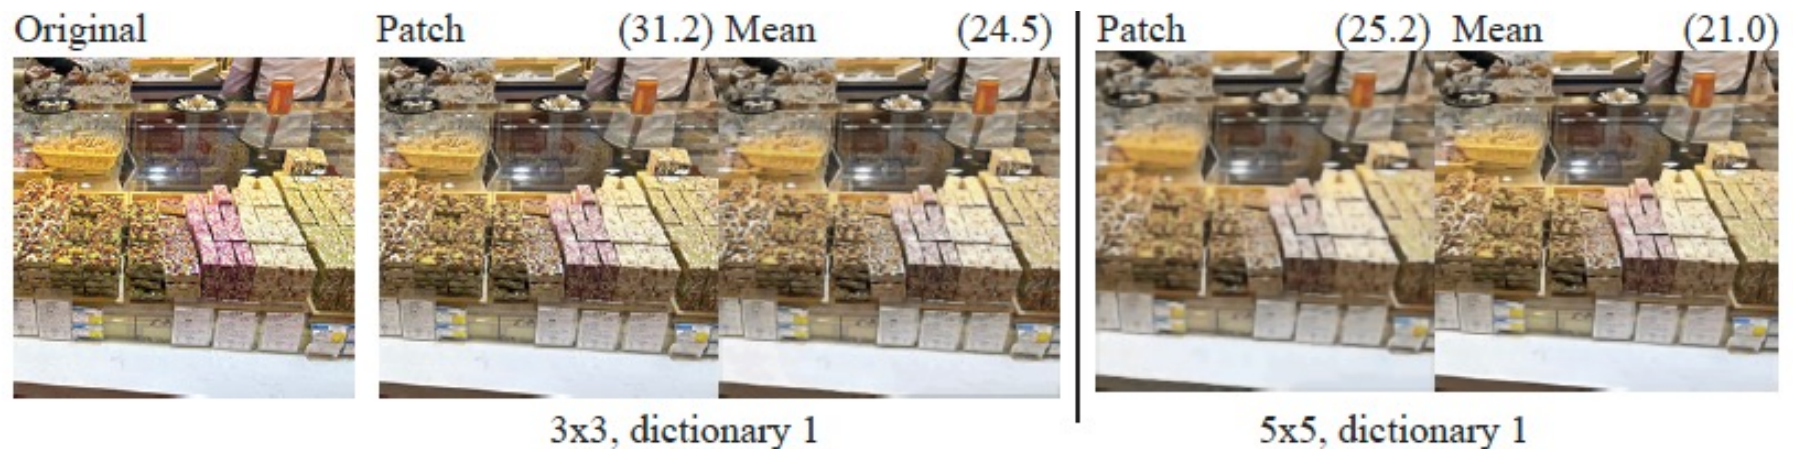 Original Patch (31.2) Mean (24.5) Patch (25.2) Mean (21.0)
3x3, dictionary 1 5x5, dictionary 1